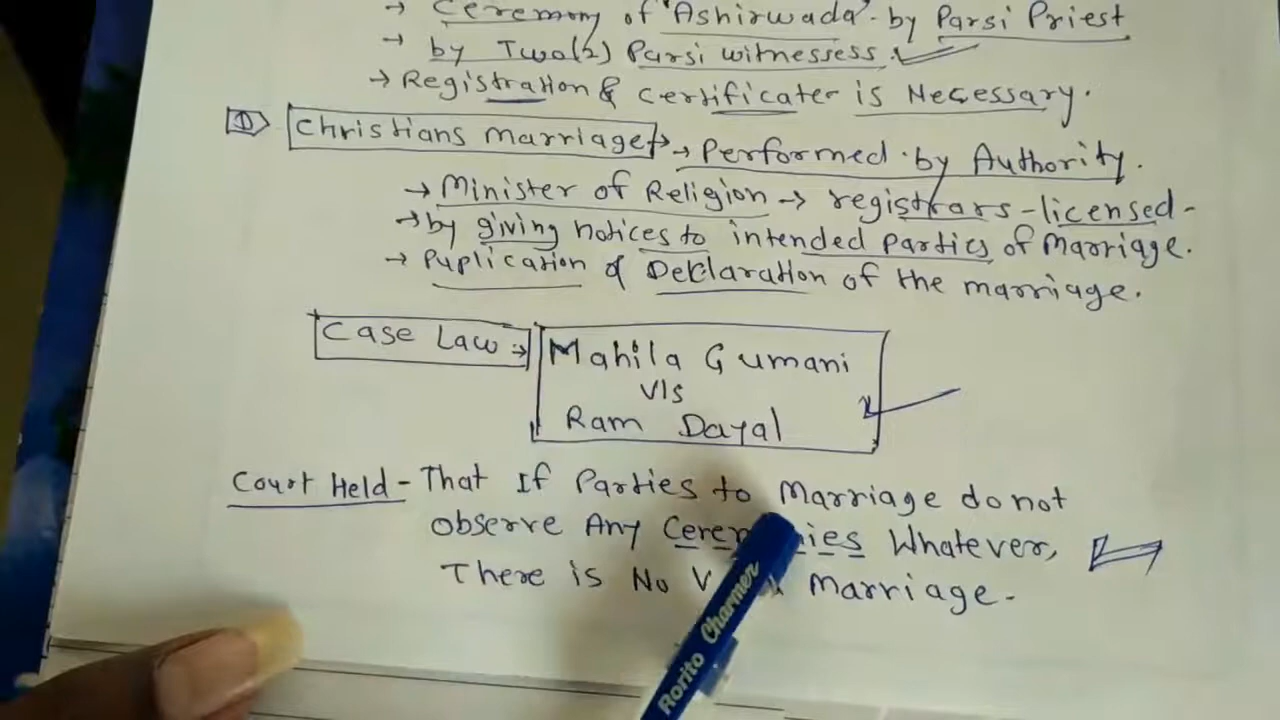 → Ceremony of "Ashirwada" - by Parsi Priest
→ by Two(2) Parsi witnessess.
→ Registration & certificate is Necessary.
D Christians marriage → Performed by Authority.
→ Minister of Religion → registrars - licensed -
→ by giving notices to intended parties of Marriage.
→ Puplication of Declaration of the marriage.
Case Law → Mahila Gumani
V/s
Ram Dayal
Court Held - That If Parties to Marriage do not
observe Any Whatever,
There is No Marriage.
Rorito Charmer